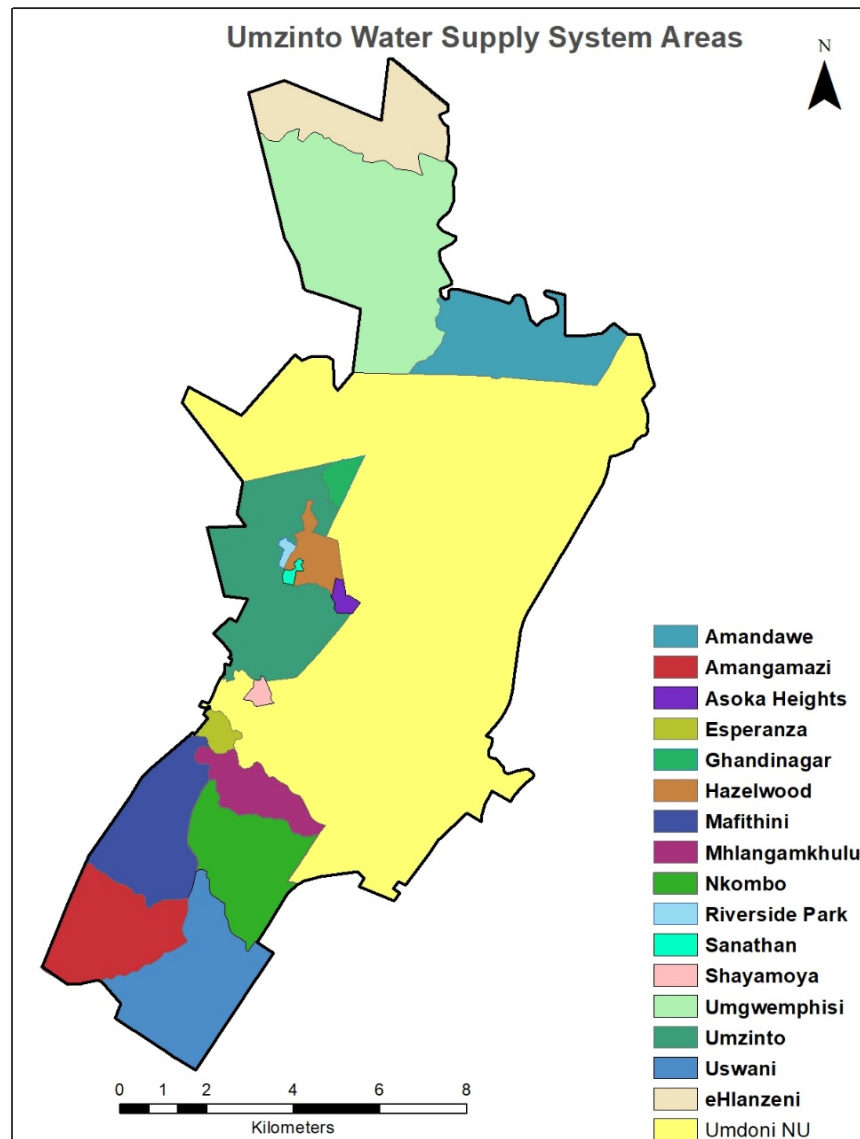 Umzinto Water Supply System Areas
N
Amandawe
Amangamazi
Asoka Heights
Esperanza
Ghandinagar
Hazelwood
Mafithini
Mhlangamkhulu
Nkombo
Riverside Park
Sanathan
Shayamoya
Umgwemphisi
Umzinto
Uswani
eHlanzeni
Umdoni NU
0 1 2 4 6 8
Kilometers